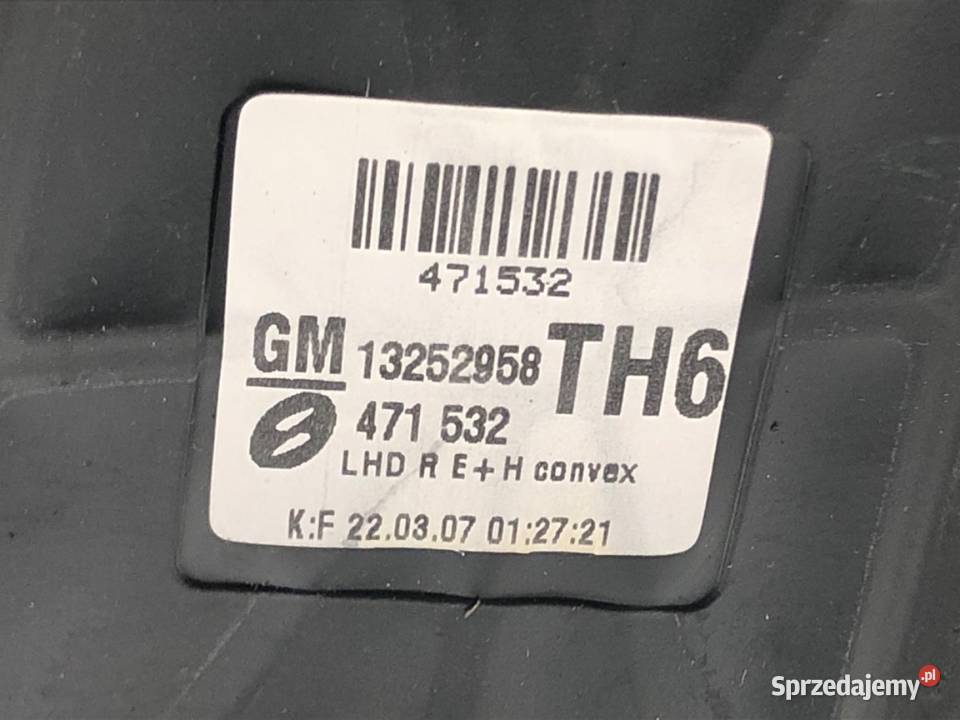 471532
GM 13252958 TH6
471 532
LHD R E+H convex
K:F 22.03.07 01:27:21
Sprzedajemy.pl